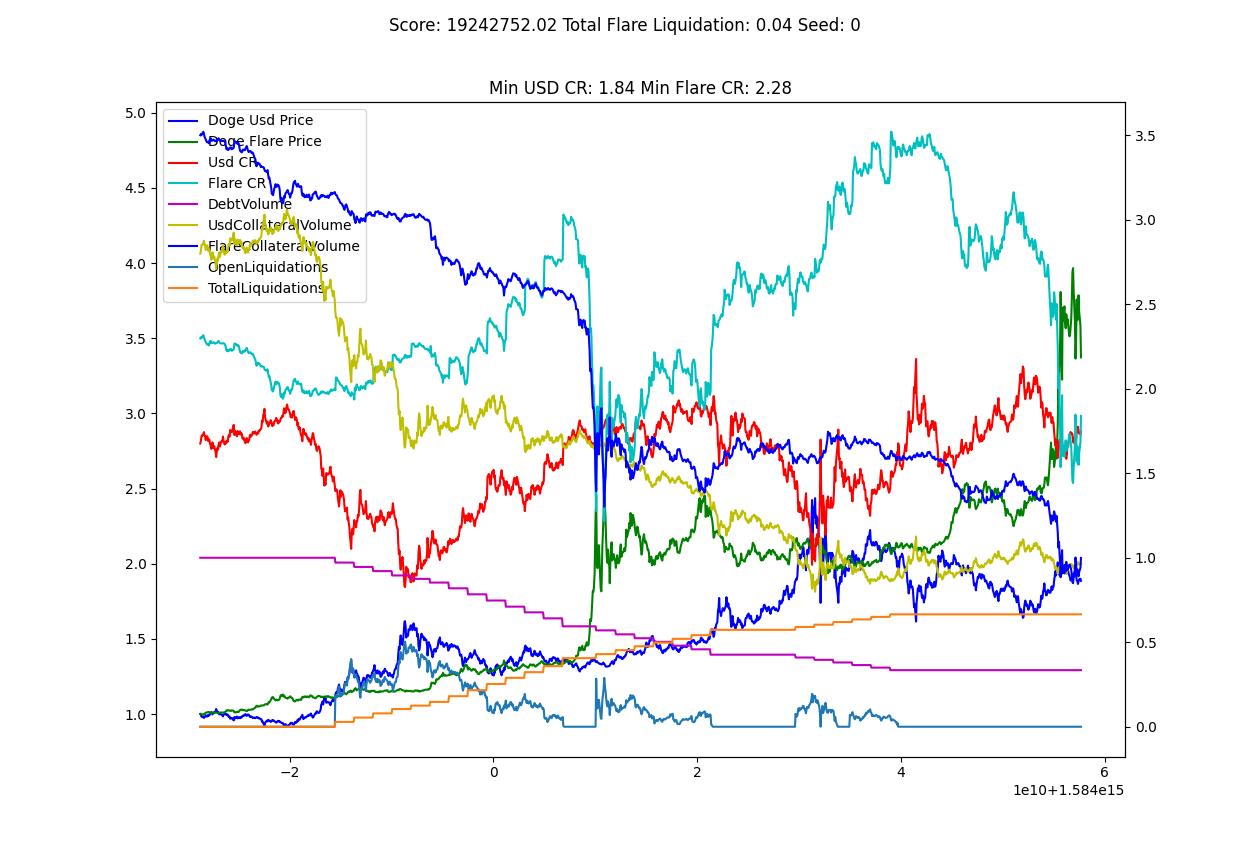 Score: 19242752.02 Total Flare Liquidation: 0.04 Seed: 0
Min USD CR: 1.84 Min Flare CR: 2.28
Doge Usd Price
Doge Flare Price
Usd CR
Flare CR
DebtVolume
UsdCollateralVolume
FlareCollateralVolume
OpenLiquidations
TotalLiquidations
5.0
4.5
4.0
3.5
3.0
2.5
2.0
1.5
1.0
3.5
3.0
2.5
2.0
1.5
1.0
0.5
0.0
−2
0
2
4
6
1e10+1.584e15